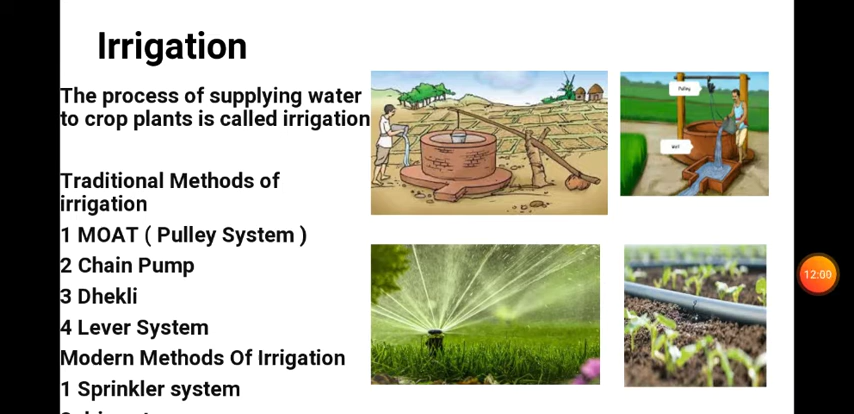 Irrigation
The process of supplying water
to crop plants is called irrigation
Traditional Methods of
irrigation
1 MOAT ( Pulley System )
2 Chain Pump
3 Dhekli
4 Lever System
Modern Methods Of Irrigation
1 Sprinkler system
Pulley
Well
12:00